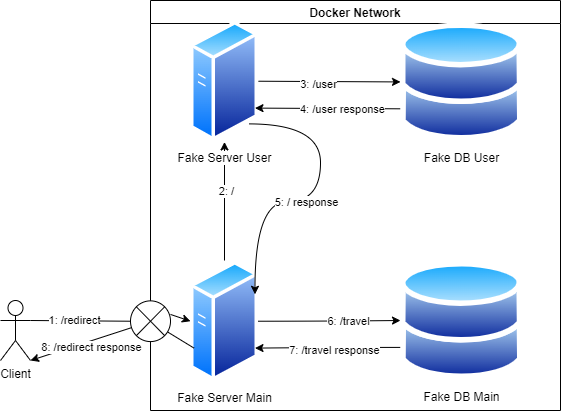 Docker Network
3: /user
4: /user response
Fake Server User
Fake DB User
2: /
5: / response
1: /redirect
6: /travel
8: /redirect response
7: /travel response
Client
Fake Server Main
Fake DB Main